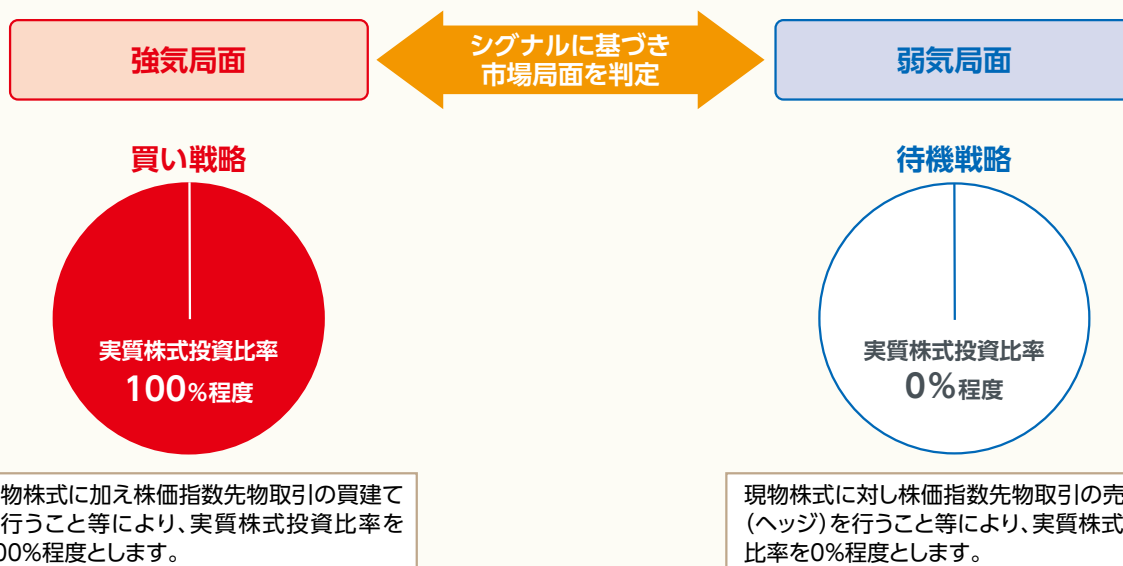 強気局面
シグナルに基づき
市場局面を判定
弱気局面
買い戦略
実質株式投資比率
100%程度
待機戦略
実質株式投資比率
0%程度
物株式に加え株価指数先物取引の買建て
行うこと等により、実質株式投資比率を
00%程度とします。
現物株式に対し株価指数先物取引の売
(ヘッジ)を行うこと等により、実質株式
比率を0%程度とします。